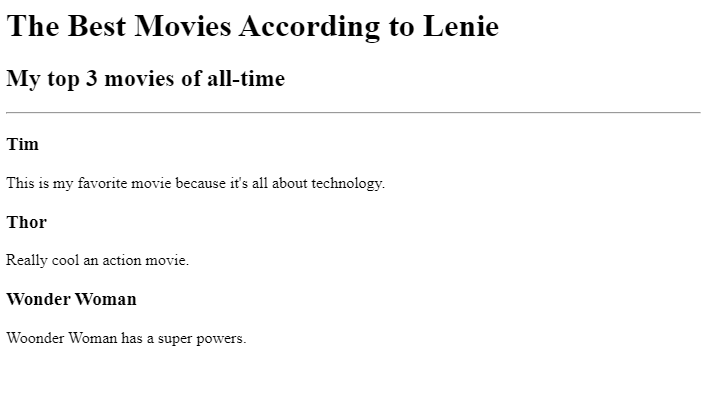 The Best Movies According to Lenie
My top 3 movies of all-time
Tim
This is my favorite movie because it's all about technology.
Thor
Really cool an action movie.
Wonder Woman
Woonder Woman has a super powers.